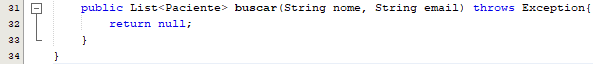 31 public List<Paciente> buscar(String nome, String email) throws Exception{
32 return null;
33 }
34 }